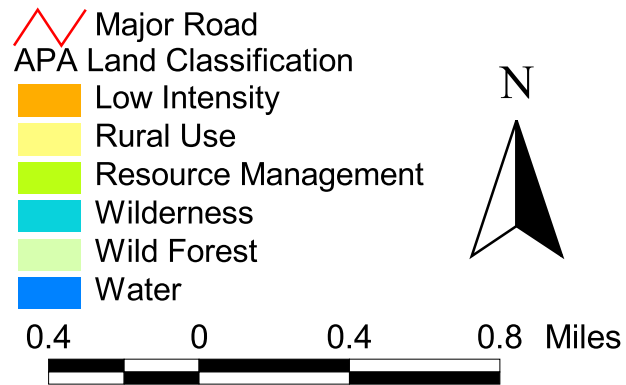 Major Road
APA Land Classification
Low Intensity
Rural Use
Resource Management
Wilderness
Wild Forest
Water
N
0.4 0 0.4 0.8 Miles